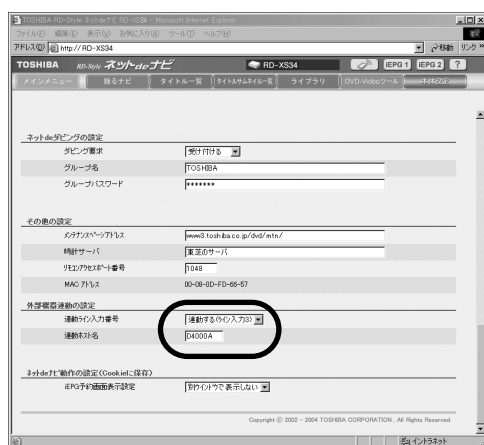 TOSHIBA RD-Style ネットdeナビ RD-XS34 - Microsoft Internet Explorer
ファイル(F) 編集(E) 表示(V) お気に入り(A) ツール(T) ヘルプ(H)
アドレス(D) http://RD-XS34 移動 リンク »
TOSHIBA RD-Style ネットdeナビ RD-XS34 iEPG 1 iEPG 2 ?
メインメニュー 録るナビ タイトル一覧 タイトルサムネイル一覧 ライブラリ DVD-Videoツール 本体設定
ネットdeダビングの設定
ダビング要求 受け付ける
グループ名 TOSHIBA
グループパスワード *******
その他の設定
メンテナンスページアドレス www3.toshiba.co.jp/dvd/mtn/
時計サーバ 東芝のサーバ
リモコンアクセスポート番号 1048
MAC アドレス 00-08-0D-FD-66-57
外部機器連動の設定
連動ライン入力番号 連動する(ライン入力3)
連動ホスト名 D4000A
ネットdeナビ動作の設定(Cookieに保存)
iEPG予約画面表示設定 別ウインドウで表示しない
Copyright © 2002 - 2004 TOSHIBA CORPORATION , All Rights Reserved.
イントラネット